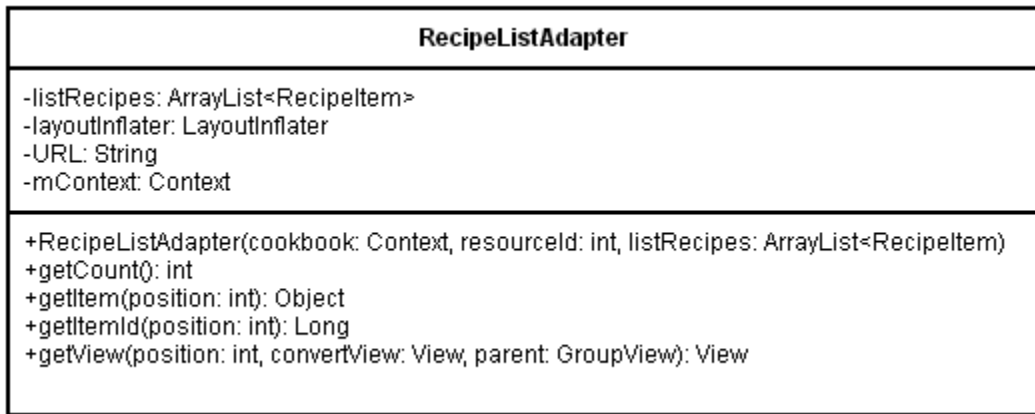 RecipeListAdapter
-listRecipes: ArrayList<RecipeItem>
-layoutInflater: LayoutInflater
-URL: String
-mContext: Context
+RecipeListAdapter(cookbook: Context, resourceId: int, listRecipes: ArrayList<RecipeItem)
+getCount(): int
+getItem(position: int): Object
+getItemId(position: int): Long
+getView(position: int, convertView: View, parent: GroupView): View